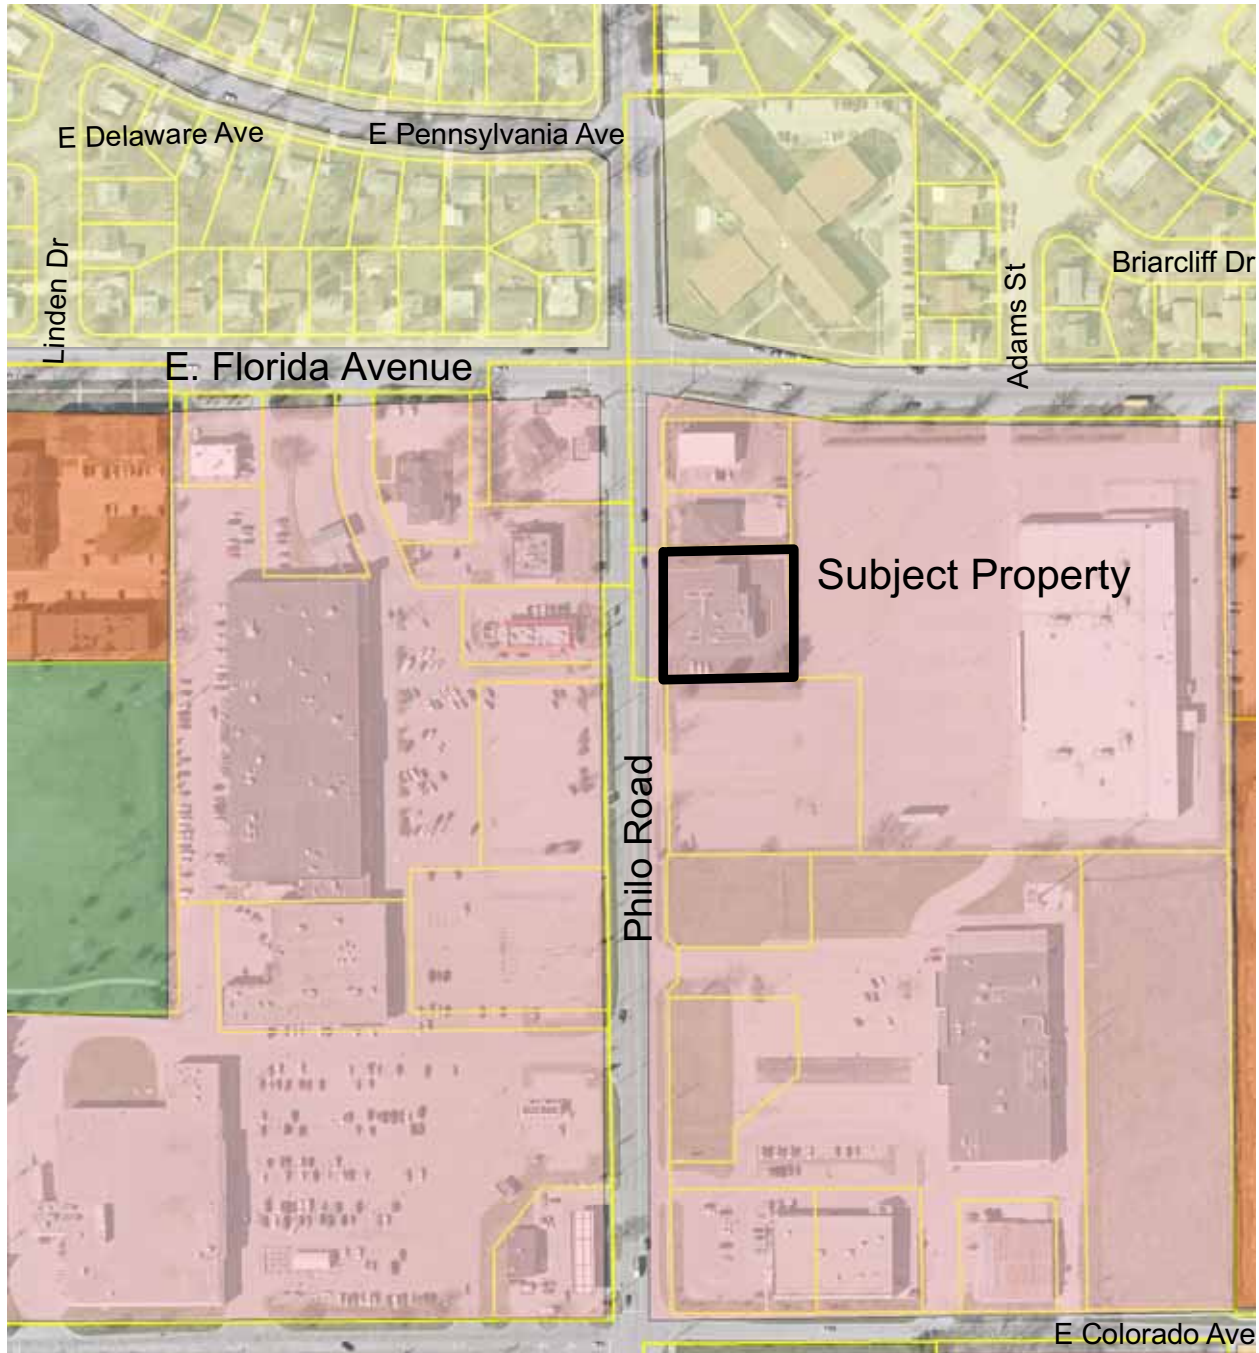 E Delaware Ave
E Pennsylvania Ave
Linden Dr
Briarcliff Dr
Adams St
E. Florida Avenue
Subject Property
Philo Road
E Colorado Ave